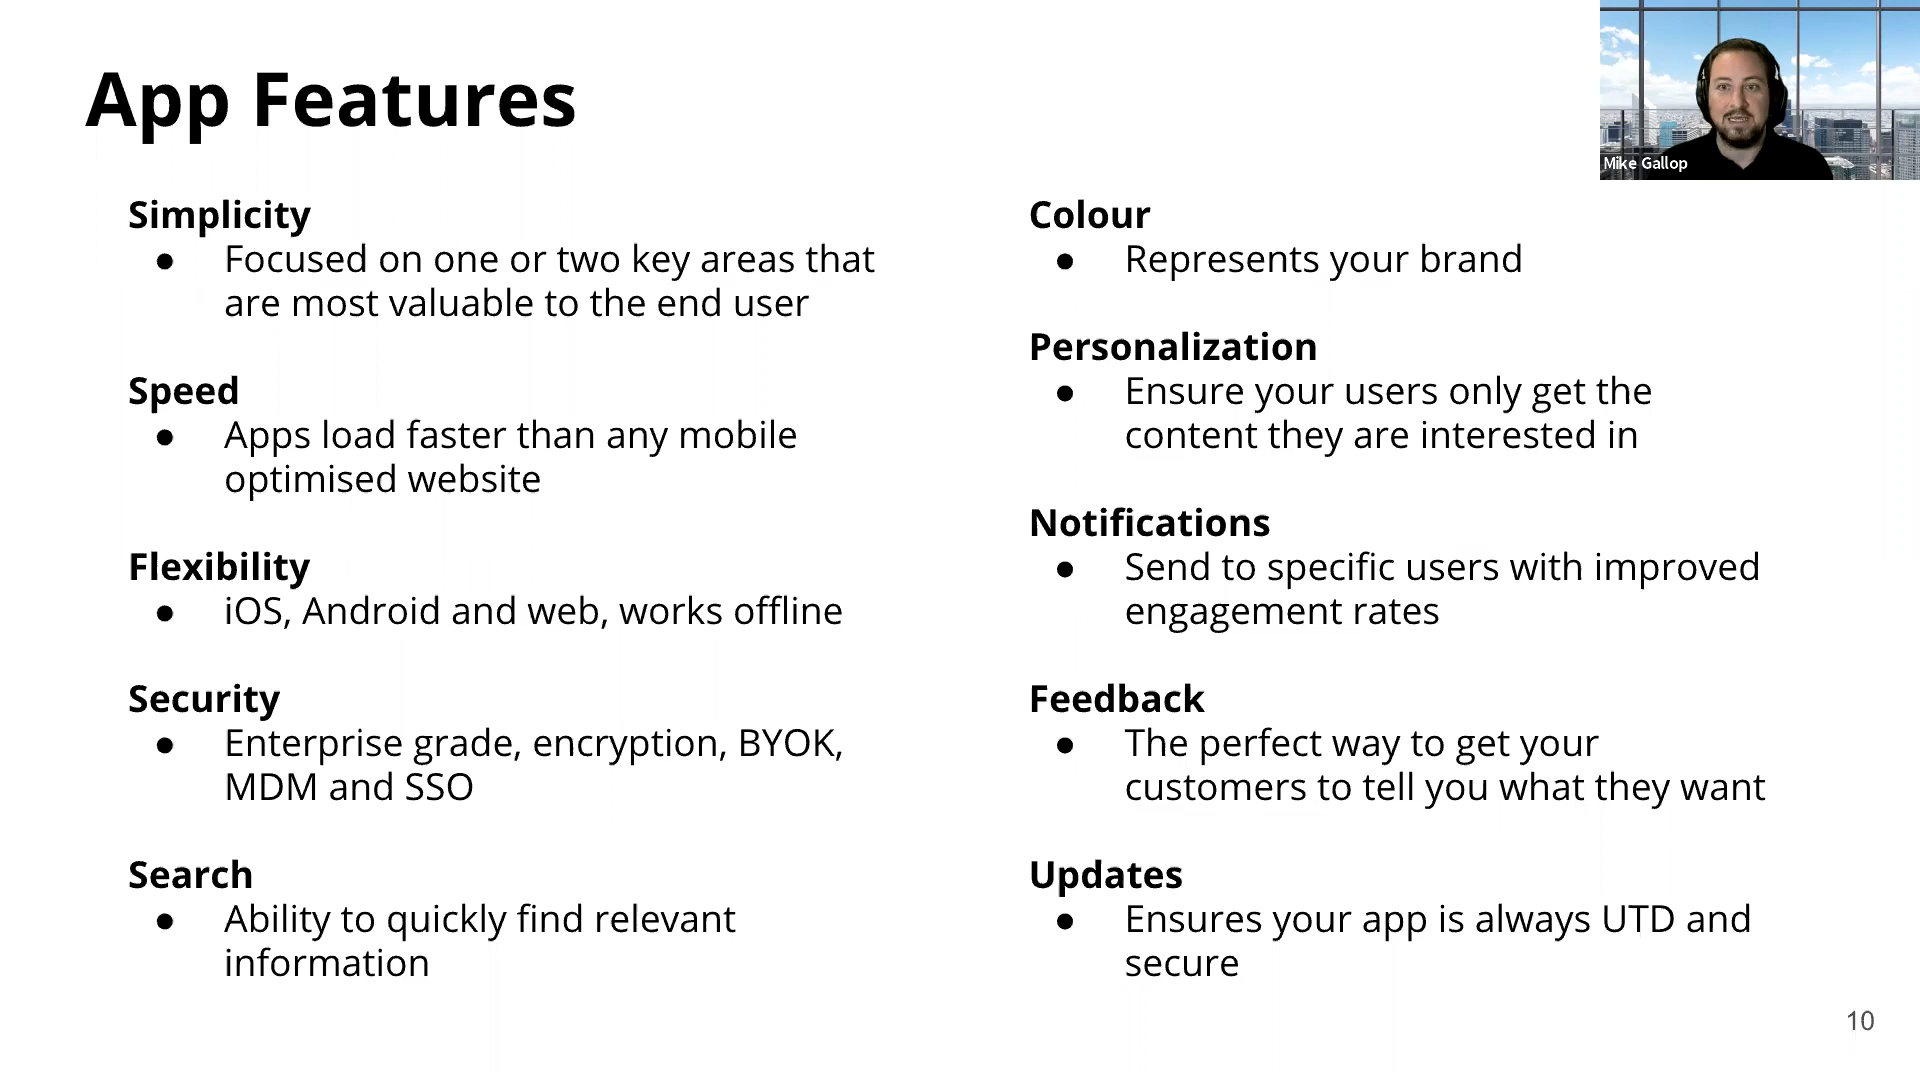 App Features
Mike Gallop
Simplicity
● Focused on one or two key areas that
are most valuable to the end user
Speed
● Apps load faster than any mobile
optimised website
Flexibility
● iOS, Android and web, works offline
Security
● Enterprise grade, encryption, BYOK,
MDM and SSO
Search
● Ability to quickly find relevant
information
Colour
● Represents your brand
Personalization
● Ensure your users only get the
content they are interested in
Notifications
● Send to specific users with improved
engagement rates
Feedback
● The perfect way to get your
customers to tell you what they want
Updates
● Ensures your app is always UTD and
secure
10